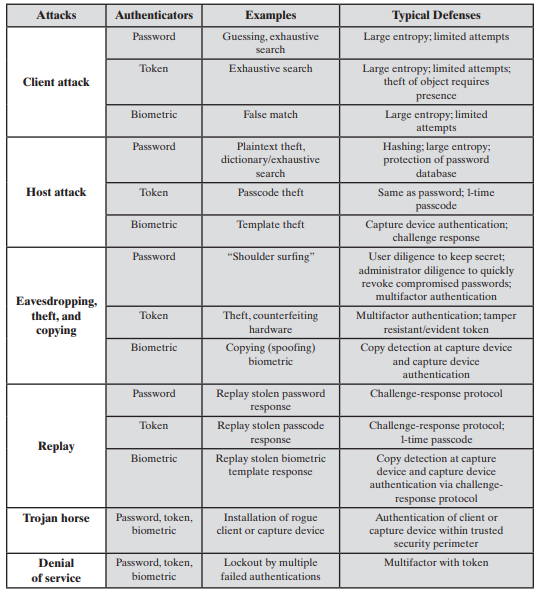 Attacks Authenticators Examples Typical Defenses
Client attack
Password Guessing, exhaustive
search
Large entropy; limited attempts
Token Exhaustive search Large entropy; limited attempts;
theft of object requires
presence
Biometric False match Large entropy; limited
attempts
Host attack
Password Plaintext theft,
dictionary/exhaustive
search
Hashing; large entropy;
protection of password
database
Token Passcode theft Same as password; 1-time
passcode
Biometric Template theft Capture device authentication;
challenge response
Eavesdropping,
theft, and
copying
Password “Shoulder surfing” User diligence to keep secret;
administrator diligence to quickly
revoke compromised passwords;
multifactor authentication
Token Theft, counterfeiting
hardware
Multifactor authentication; tamper
resistant/evident token
Biometric Copying (spoofing)
biometric
Copy detection at capture device
and capture device
authentication
Replay
Password Replay stolen password
response
Challenge-response protocol
Token Replay stolen passcode
response
Challenge-response protocol;
1-time passcode
Biometric Replay stolen biometric
template response
Copy detection at capture
device and capture device
authentication via challenge-
response protocol
Trojan horse Password, token,
biometric
Installation of rogue
client or capture device
Authentication of client or
capture device within trusted
security perimeter
Denial
of service
Password, token,
biometric
Lockout by multiple
failed authentications
Multifactor with token